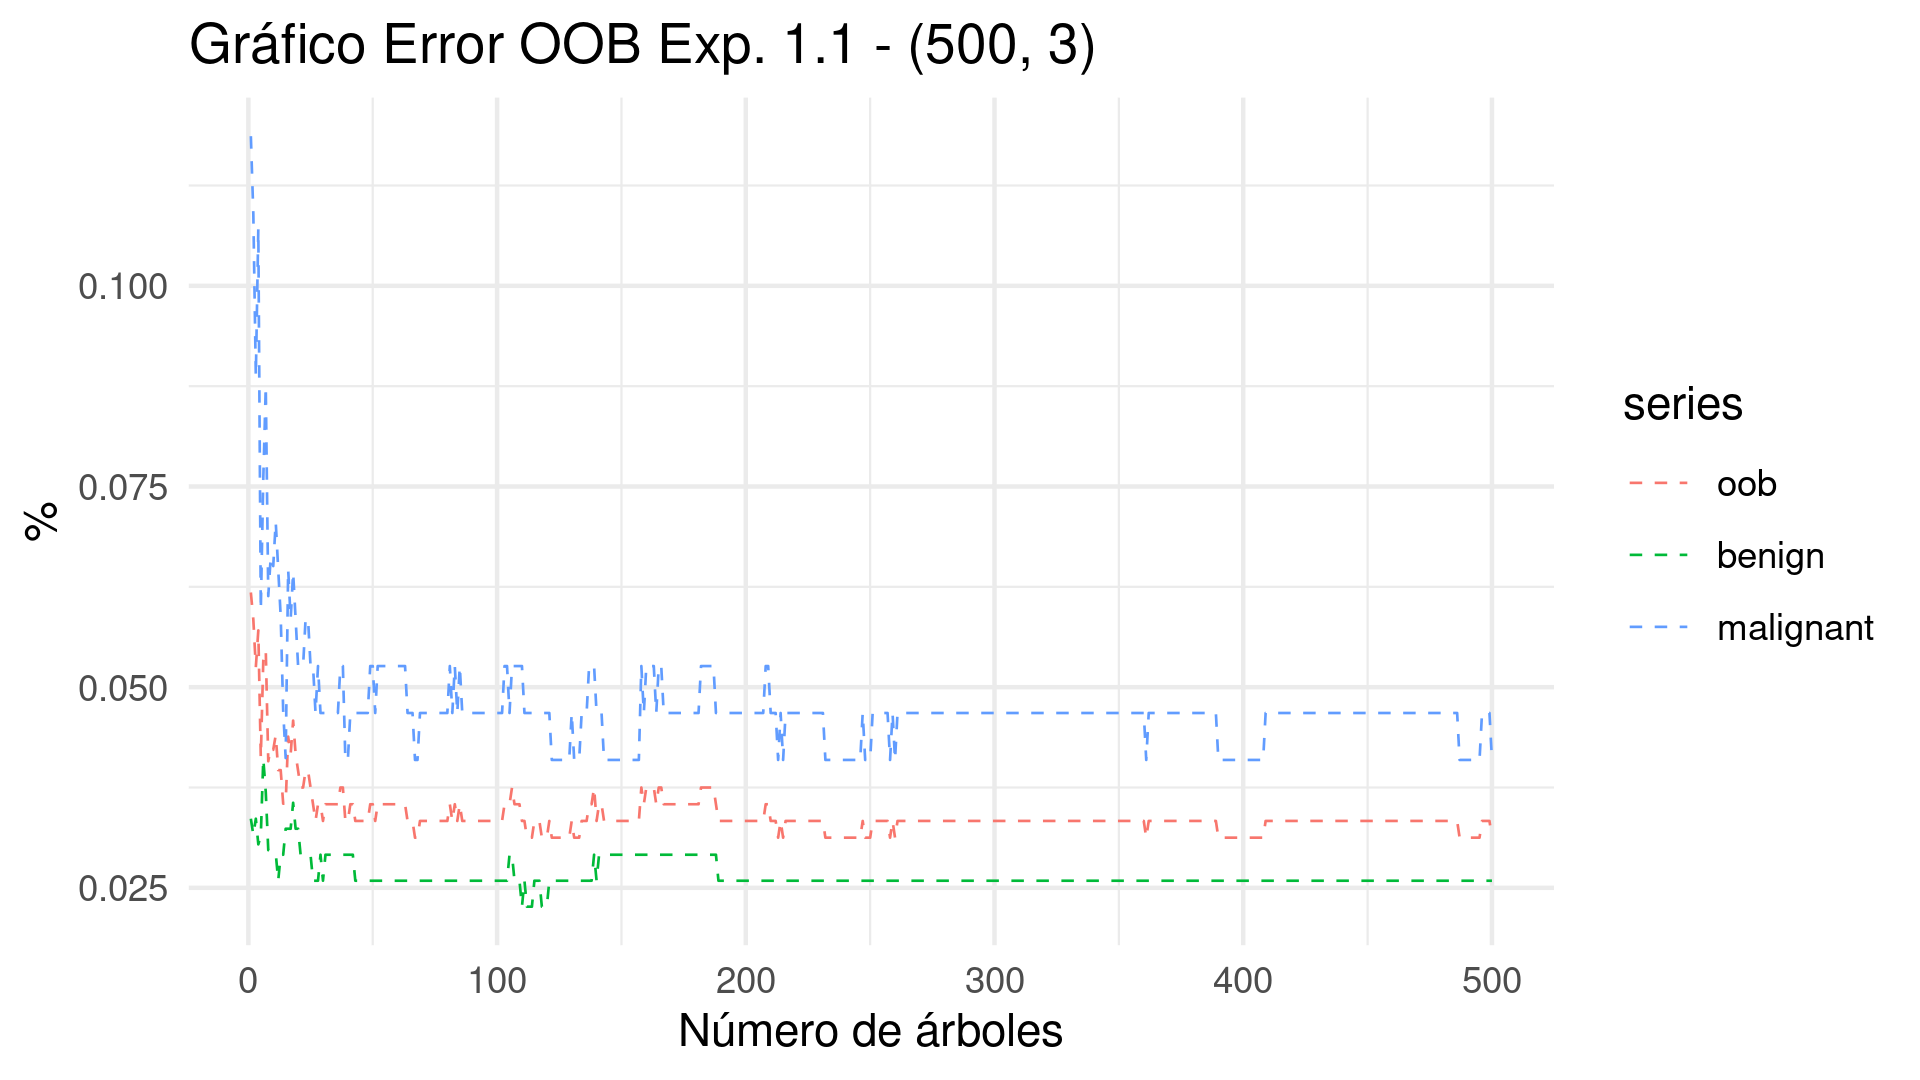 Gráfico Error OOB Exp. 1.1 - (500, 3)
%
0.100
0.075
0.050
0.025
0 100 200 300 400 500
Número de árboles
series
oob
benign
malignant